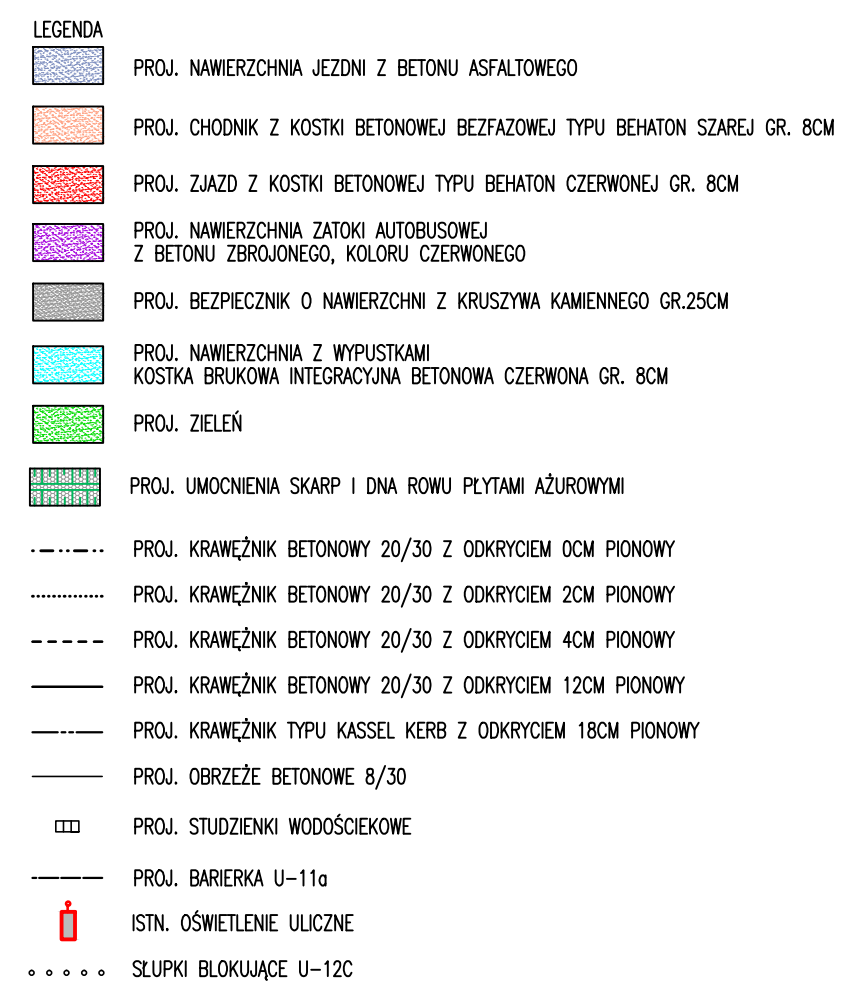 LEGENDA
PROJ. NAWIERZCHNIA JEZDNI Z BETONU ASFALTOWEGO
PROJ. CHODNIK Z KOSTKI BETONOWEJ BEZFAZOWEJ TYPU BEHATON SZAREJ GR. 8CM
PROJ. ZJAZD Z KOSTKI BETONOWEJ TYPU BEHATON CZERWONEJ GR. 8CM
PROJ. NAWIERZCHNIA ZATOKI AUTOBUSOWEJ
Z BETONU ZBROJONEGO, KOLORU CZERWONEGO
PROJ. BEZPIECZNIK O NAWIERZCHNI Z KRUSZYWA KAMIENNEGO GR.25CM
PROJ. NAWIERZCHNIA Z WYPUSTKAMI
KOSTKA BRUKOWA INTEGRACYJNA BETONOWA CZERWONA GR. 8CM
PROJ. ZIELEŃ
PROJ. UMOCNIENIA SKARP I DNA ROWU PŁYTAMI AŻUROWYMI
PROJ. KRAWĘŻNIK BETONOWY 20/30 Z ODKRYCIEM 0CM PIONOWY
PROJ. KRAWĘŻNIK BETONOWY 20/30 Z ODKRYCIEM 2CM PIONOWY
PROJ. KRAWĘŻNIK BETONOWY 20/30 Z ODKRYCIEM 4CM PIONOWY
PROJ. KRAWĘŻNIK BETONOWY 20/30 Z ODKRYCIEM 12CM PIONOWY
PROJ. KRAWĘŻNIK TYPU KASSEL KERB Z ODKRYCIEM 18CM PIONOWY
PROJ. OBRZEŻE BETONOWE 8/30
PROJ. STUDZIENKI WODOŚCIEKOWE
PROJ. BARIERKA U-11a
ISTN. OŚWIETLENIE ULICZNE
SŁUPKI BLOKUJĄCE U-12C